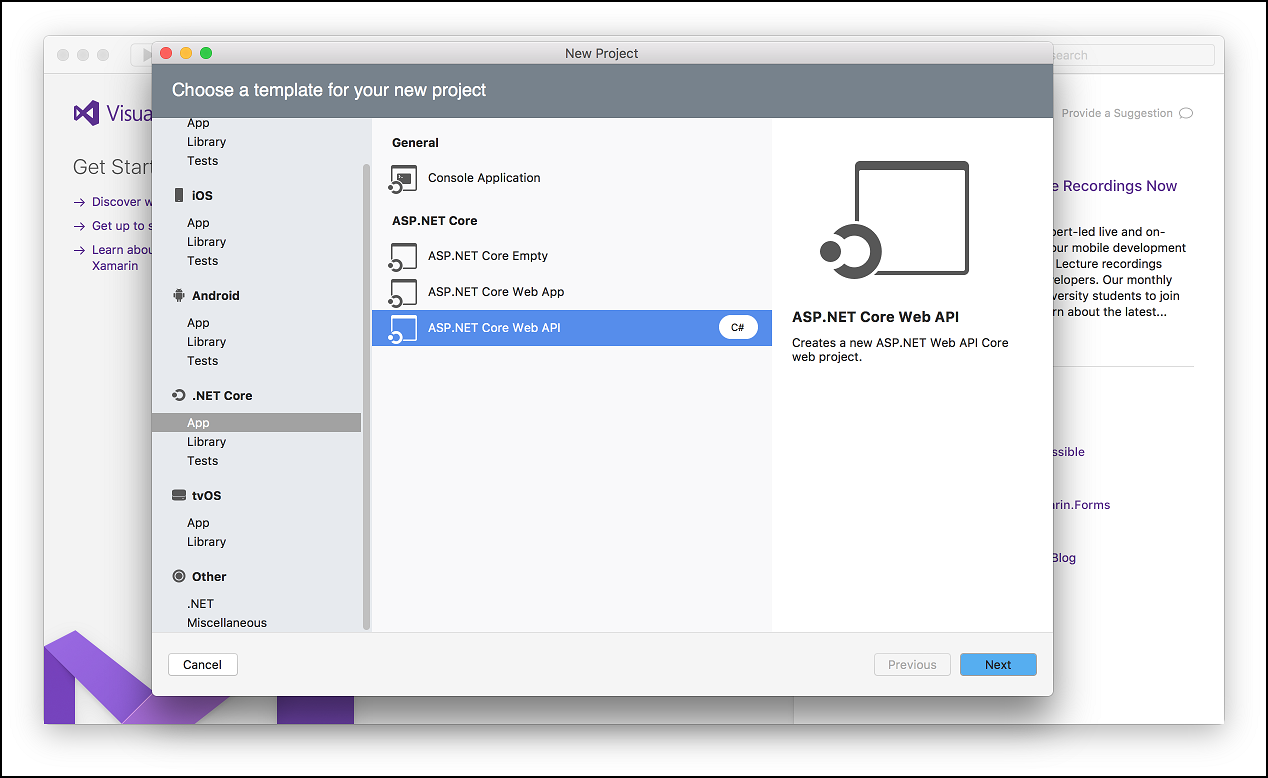 New Project
search
Choose a template for your new project
Provide a Suggestion
Get Start
Discover w
Get up to s
Learn abou
Xamarin
App
Library
Tests
iOS
App
Library
Tests
Android
App
Library
Tests
.NET Core
App
Library
Tests
tvOS
App
Library
Other
.NET
Miscellaneous
General
Console Application
ASP.NET Core
ASP.NET Core Empty
ASP.NET Core Web App
ASP.NET Core Web API C#
ASP.NET Core Web API
Creates a new ASP.NET Web API Core
web project.
e Recordings Now
pert-led live and on-
our mobile development
Lecture recordings
velopers. Our monthly
versity students to join
rn about the latest...
ssible
arin.Forms
Blog
Cancel
Previous
Next